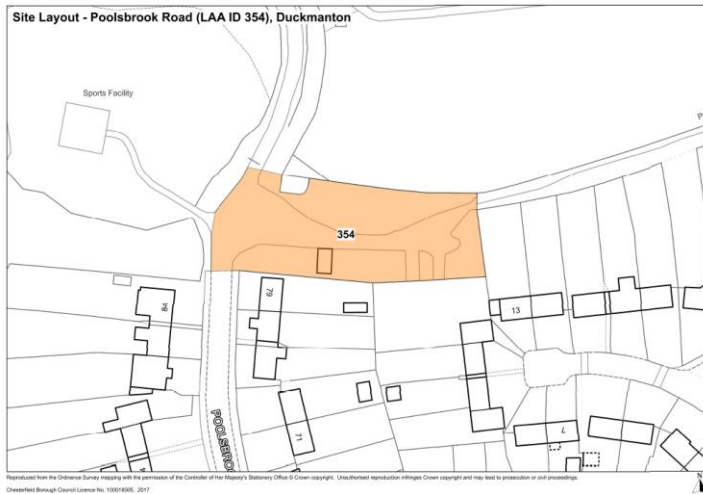 Site Layout - Poolsbrook Road (LAA ID 354), Duckmanton
Sports Facility
354
84
79
13
71
7
POOLSBRO
Reproduced from the Ordnance Survey mapping with the permission of the Controller of Her Majesty's Stationery Office © Crown copyright. Unauthorised reproduction infringes Crown copyright and may lead to prosecution or civil proceedings.
Chesterfield Borough Council Licence No. 100018505, 2017
N